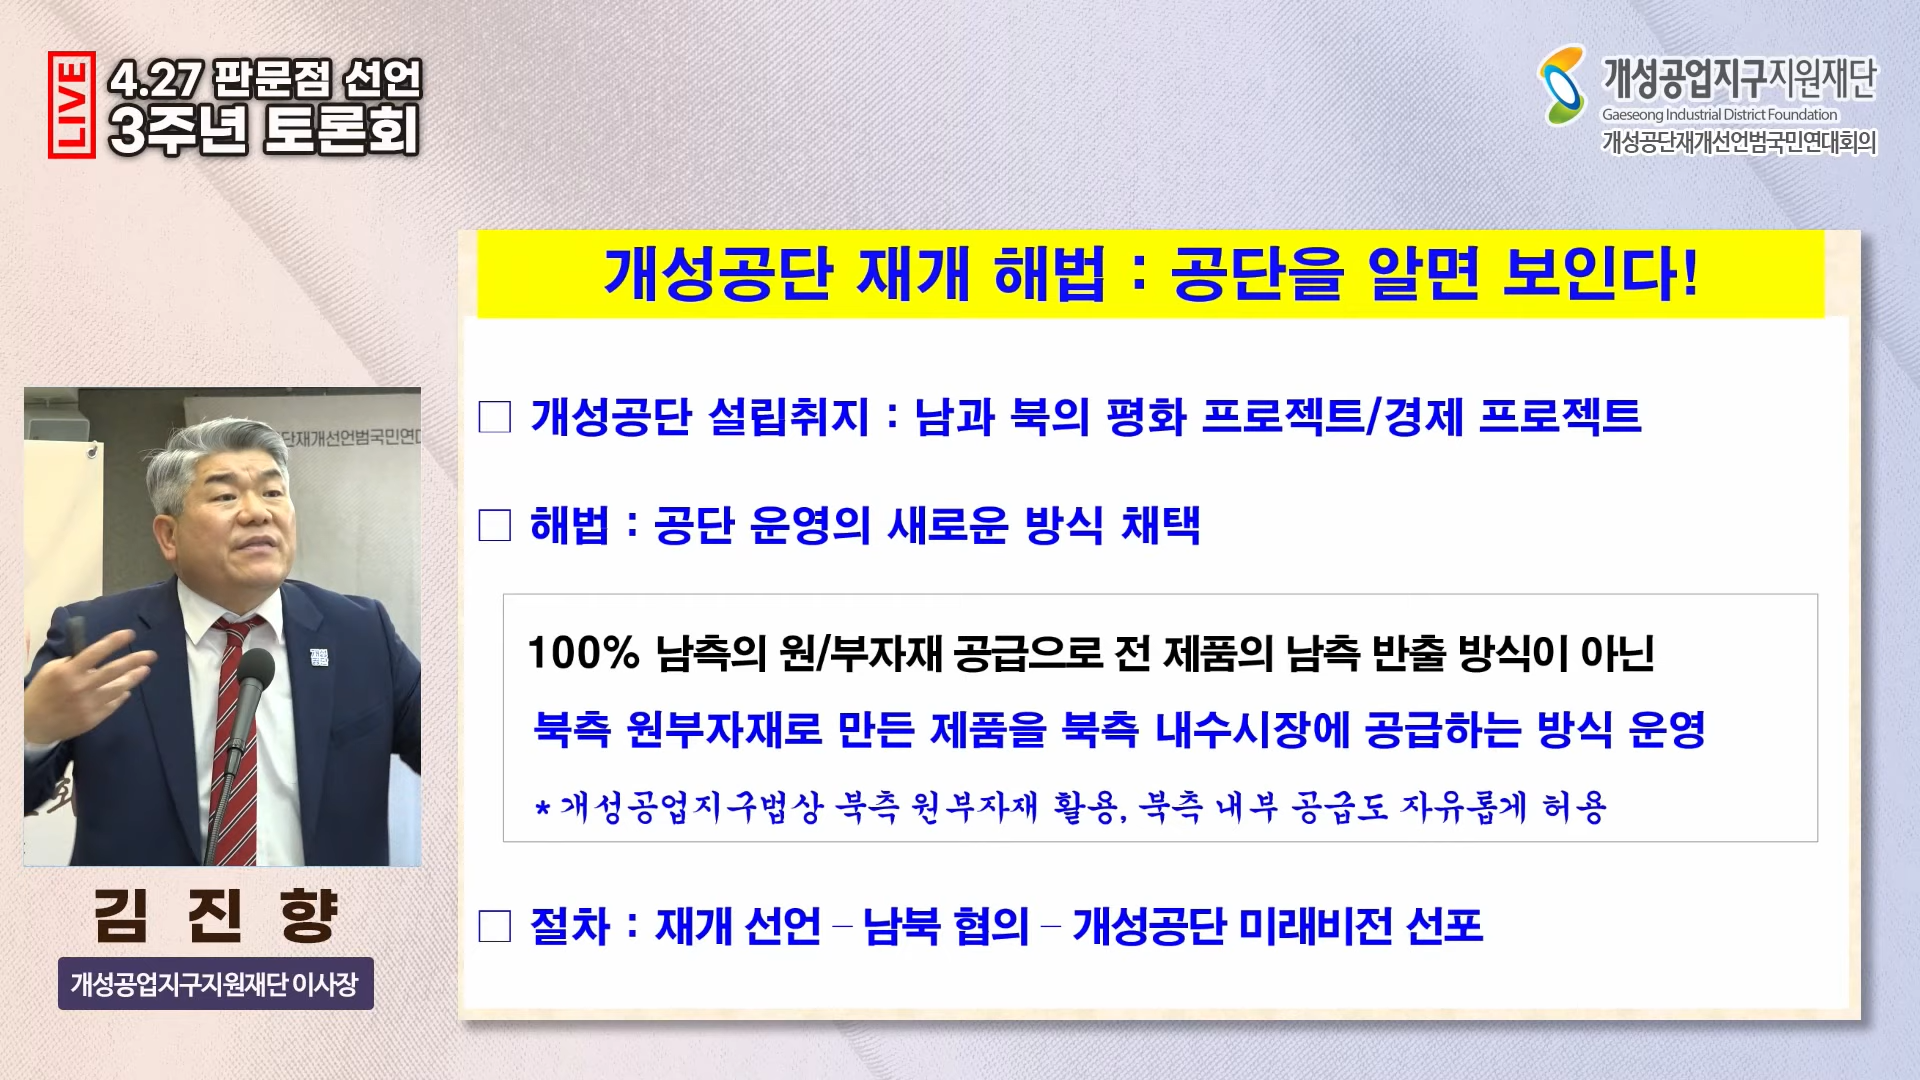 LIVE
4.27 판문점 선언
3주년 토론회
개성공업지구지원재단
Gaeseong Industrial District Foundation
개성공단재개선언범국민연대회의
개성공단 재개 해법 : 공단을 알면 보인다!
□ 개성공단 설립취지 : 남과 북의 평화 프로젝트/경제 프로젝트
□ 해법 : 공단 운영의 새로운 방식 채택
100% 남측의 원/부자재 공급으로 전 제품의 남측 반출 방식이 아닌
북측 원부자재로 만든 제품을 북측 내수시장에 공급하는 방식 운영
* 개성공업지구법상 북측 원부자재 활용, 북측 내부 공급도 자유롭게 허용
□ 절차 : 재개 선언 – 남북 협의 – 개성공단 미래비전 선포
단재개선언범국민연대
김 진 향
개성공업지구지원재단 이사장